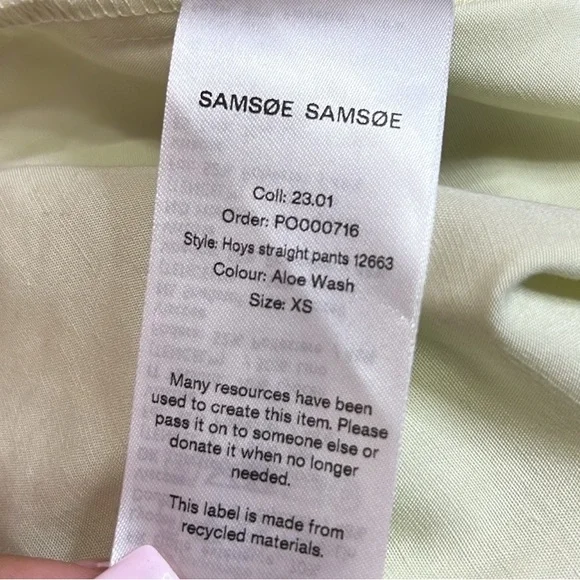 SAMSØE SAMSØE
Coll: 23.01
Order: PO000716
Style: Hoys straight pants 12663
Colour: Aloe Wash
Size: XS
Many resources have been
used to create this item. Please
pass it on to someone else or
donate it when no longer
needed.
This label is made from
recycled materials.